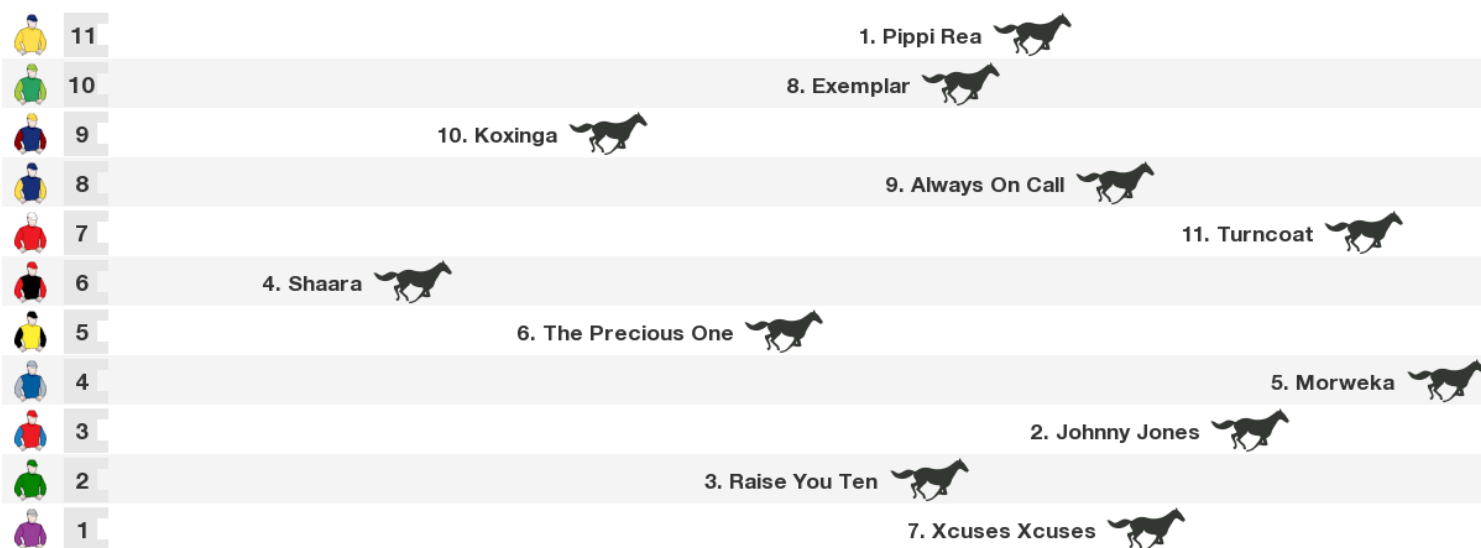 11 1. Pippi Rea
10 8. Exemplar
9 10. Koxinga
8 9. Always On Call
7 11. Turncoat
6 4. Shaara
5 6. The Precious One
4 5. Morweka
3 2. Johnny Jones
2 3. Raise You Ten
1 7. Xcuses Xcuses